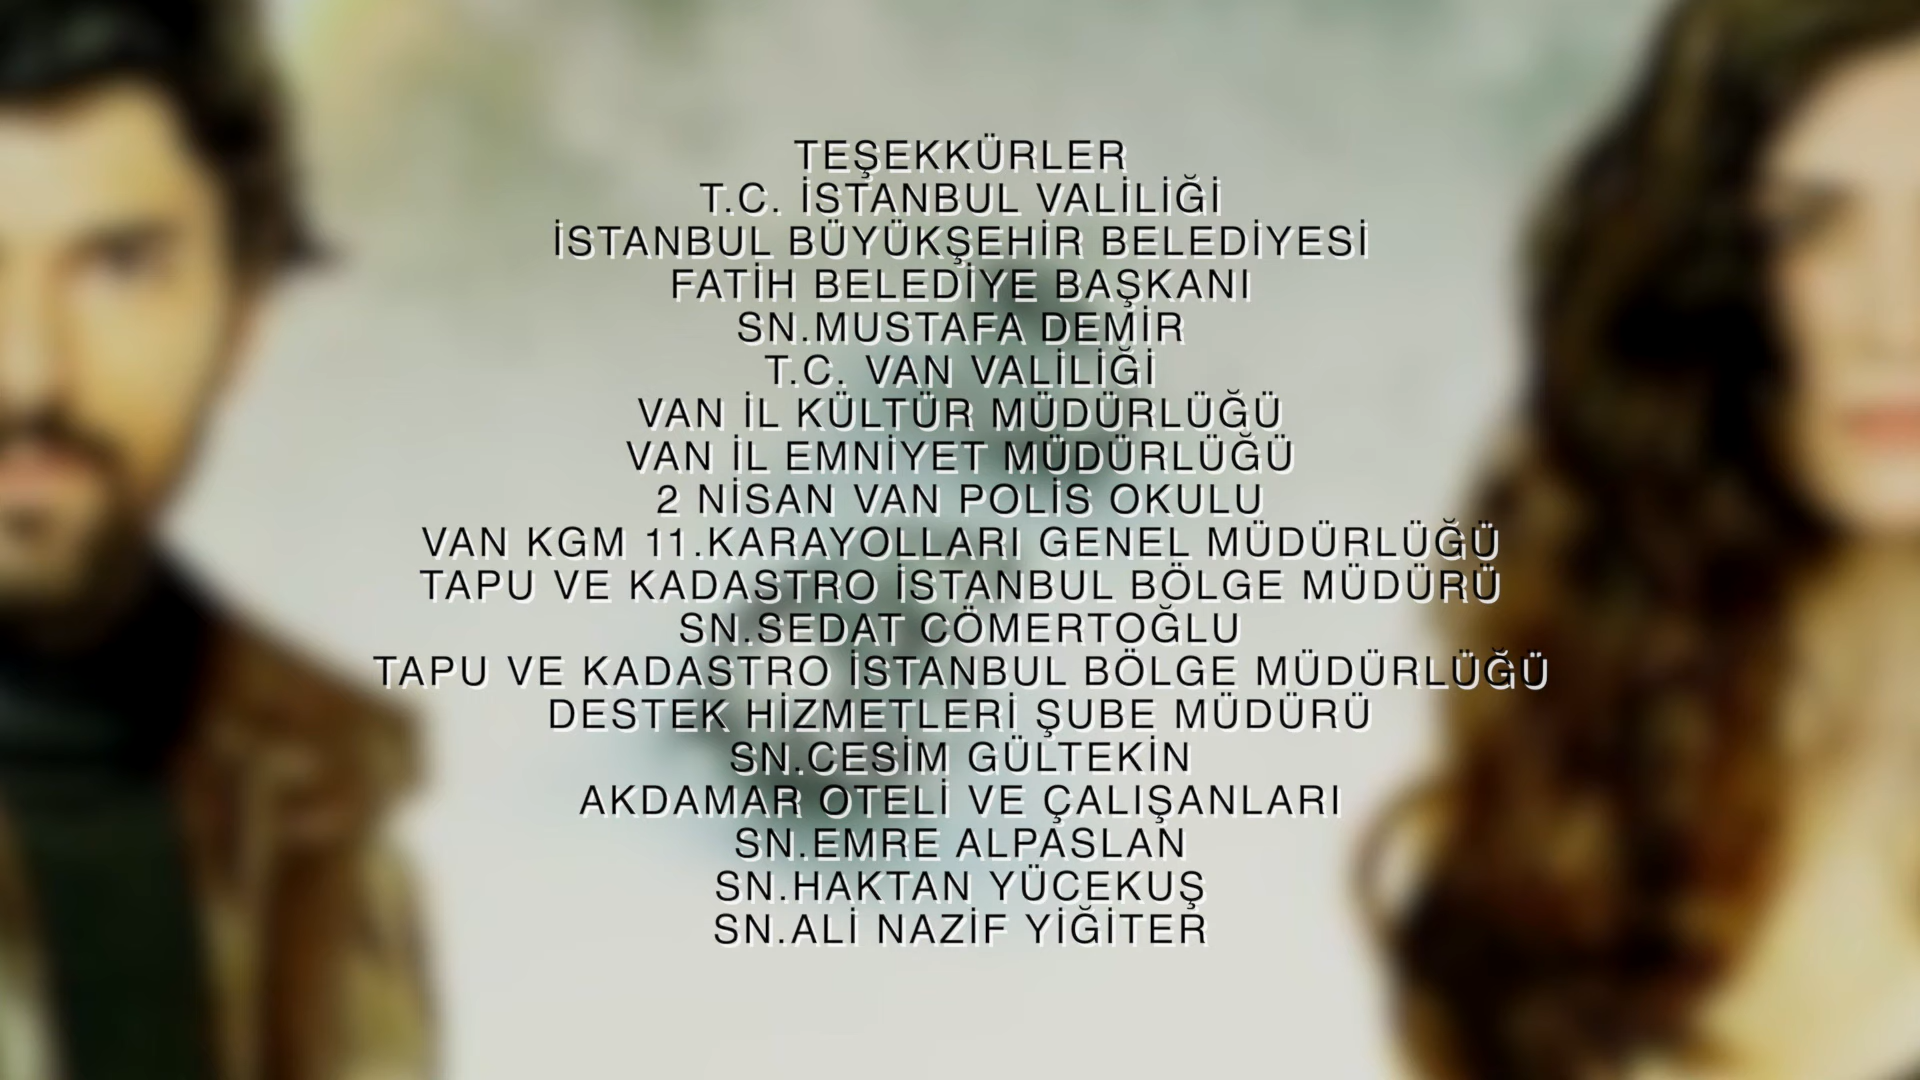 TEŞEKKÜRLER
T.C. İSTANBUL VALİLİĞİ
İSTANBUL BÜYÜKŞEHİR BELEDİYESİ
FATİH BELEDİYE BAŞKANI
SN.MUSTAFA DEMİR
T.C. VAN VALİLİĞİ
VAN İL KÜLTÜR MÜDÜRLÜĞÜ
VAN İL EMNİYET MÜDÜRLÜĞÜ
2 NİSAN VAN POLİS OKULU
VAN KGM 11.KARAYOLLARI GENEL MÜDÜRLÜĞÜ
TAPU VE KADASTRO İSTANBUL BÖLGE MÜDÜRÜ
SN.SEDAT CÖMERTOĞLU
TAPU VE KADASTRO İSTANBUL BÖLGE MÜDÜRLÜĞÜ
DESTEK HİZMETLERİ ŞUBE MÜDÜRÜ
SN.CESİM GÜLTEKİN
AKDAMAR OTELİ VE ÇALIŞANLARI
SN.EMRE ALPASLAN
SN.HAKTAN YÜCEKUŞ
SN.ALİ NAZİF YİĞİTER